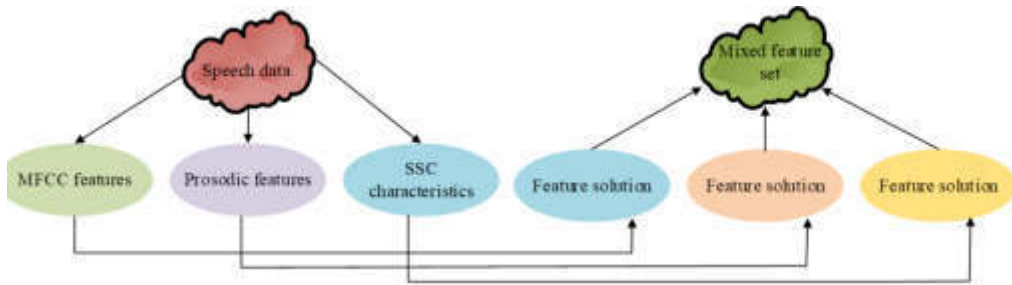 Speech data
Mixed feature
set
MFCC features
Prosodic features
SSC
characteristics
Feature solution
Feature solution
Feature solution